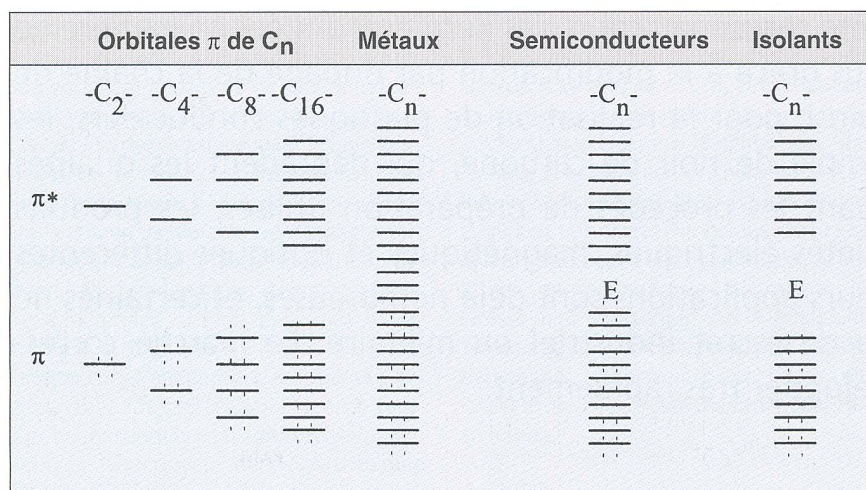 Orbitales π de Cn Métaux Semiconducteurs Isolants
-C2- -C4- -C8- -C16- -Cn- -Cn- -Cn-
π*
E E
π